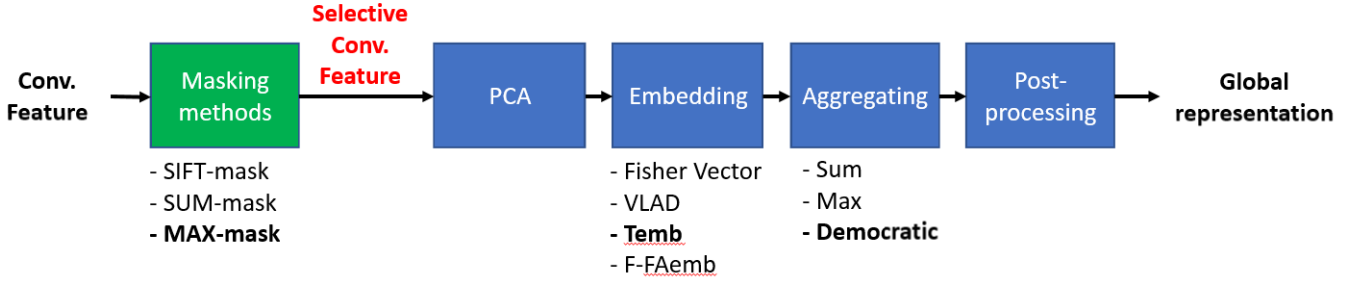 Selective
Conv.
Feature
Conv.
Feature
Masking
methods
PCA
Embedding
Aggregating
Post-
processing
Global
representation
- SIFT-mask
- SUM-mask
- MAX-mask
- Fisher Vector
- VLAD
- Temb
- F-FAemb
- Sum
- Max
- Democratic